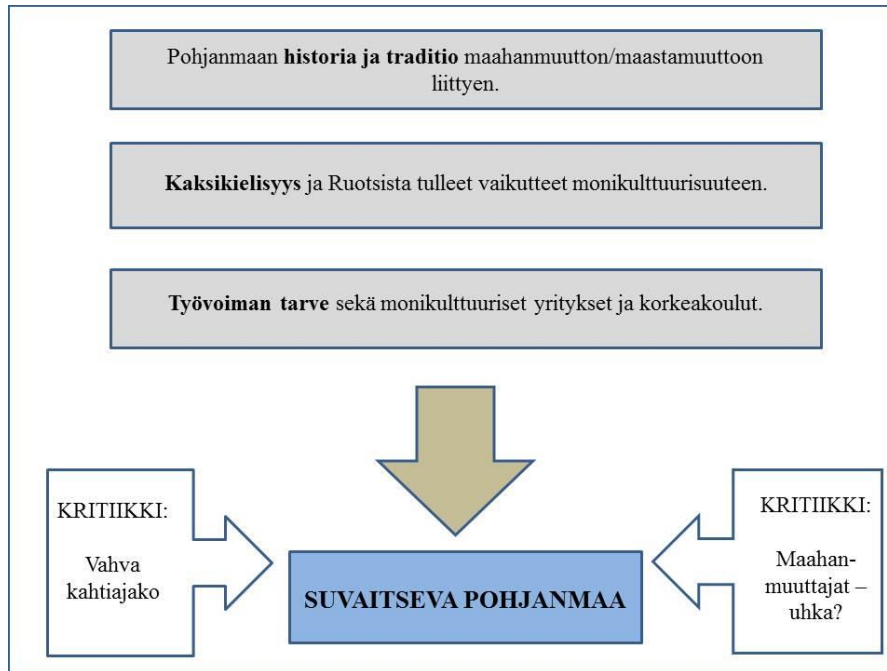 Pohjanmaan historia ja traditio maahanmuutton/maastamuuttoon
liittyen.
Kaksikielisyys ja Ruotsista tulleet vaikutteet monikulttuurisuuteen.
Työvoiman tarve sekä monikulttuuriset yritykset ja korkeakoulut.
KRITIIKKI:
Vahva
kahtiajako
SUVAITSEVA POHJANMAA
KRITIIKKI:
Maahan-
muuttajat –
uhka?